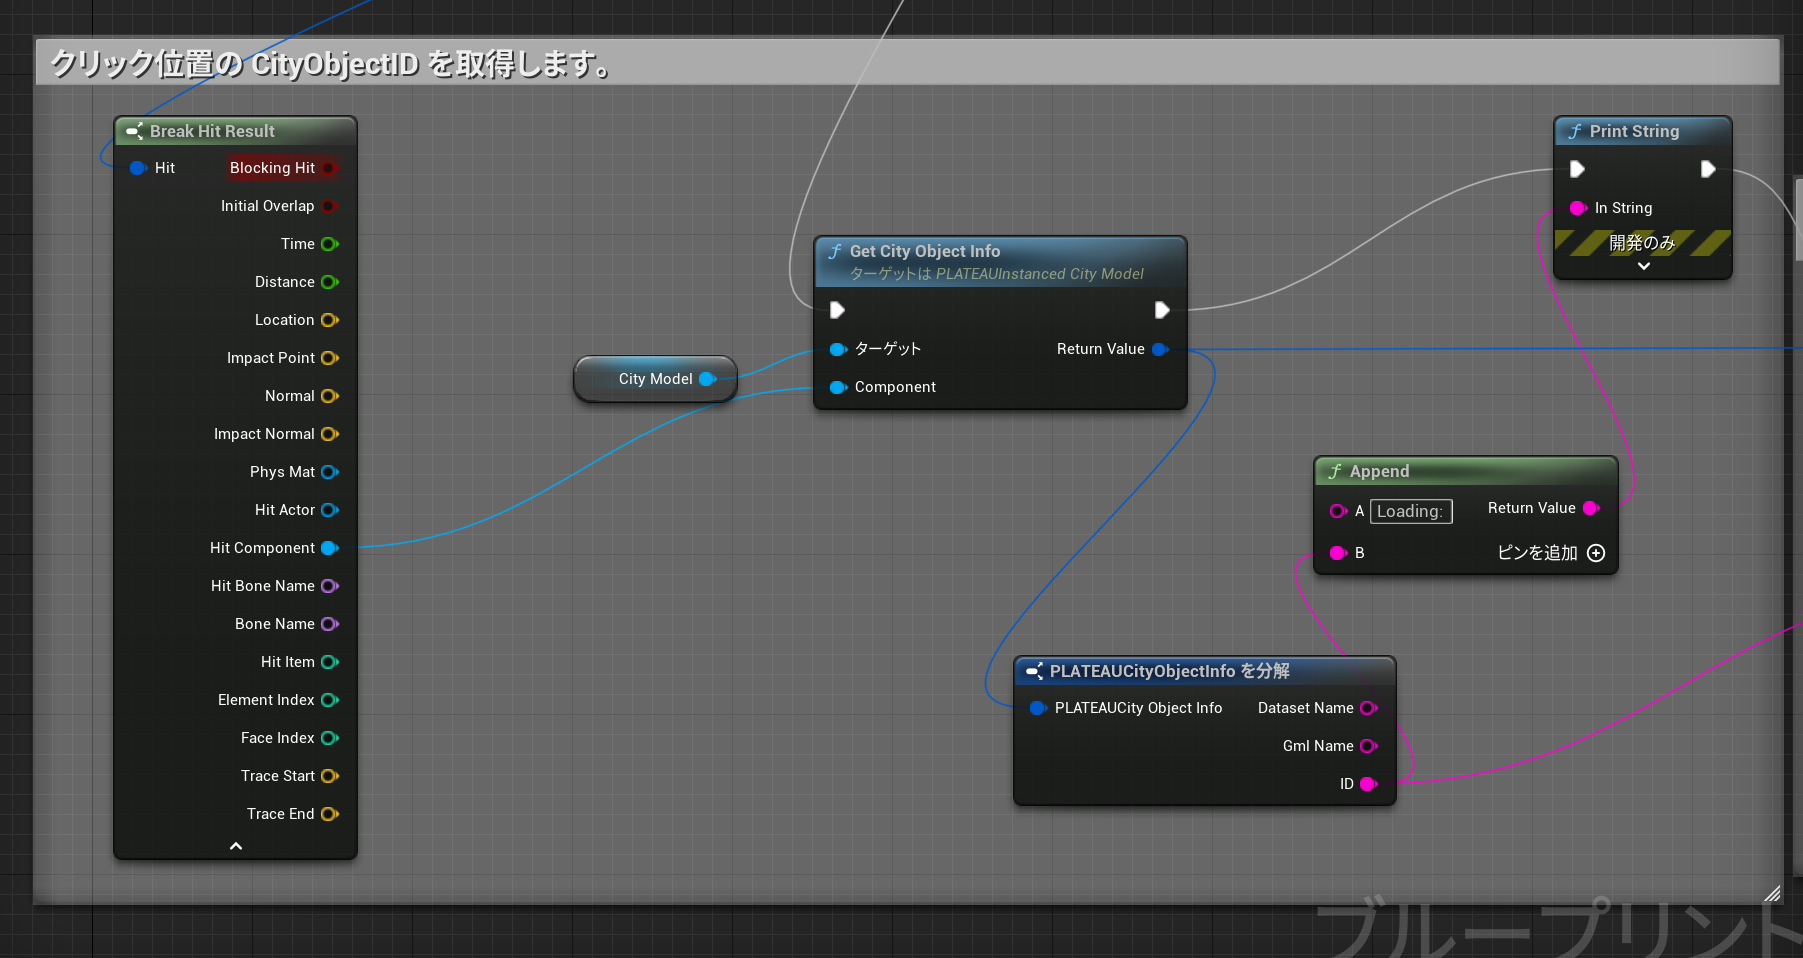 クリック位置の CityObjectID を取得します。
Break Hit Result
Hit
Blocking Hit
Initial Overlap
Time
Distance
Location
Impact Point
Normal
Impact Normal
Phys Mat
Hit Actor
Hit Component
Hit Bone Name
Bone Name
Hit Item
Element Index
Face Index
Trace Start
Trace End
City Model
Get City Object Info
ターゲットは PLATEAUInstanced City Model
ターゲット
Return Value
Component
Print String
In String
開発のみ
Append
A Loading:
Return Value
B
ピンを追加
PLATEAUCityObjectInfo を分解
PLATEAUCity Object Info
Dataset Name
Gml Name
ID
ブループリント